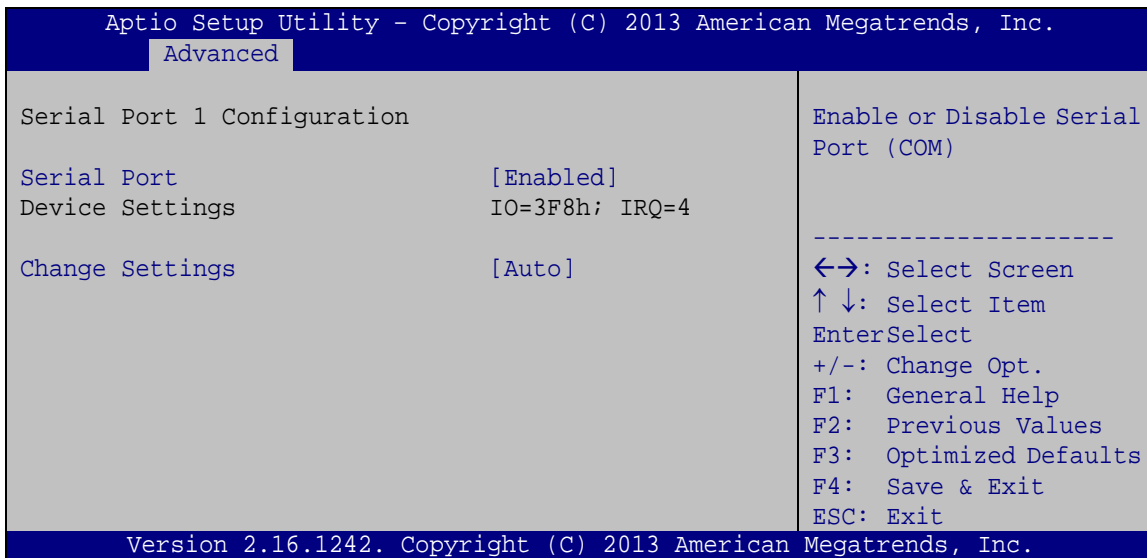 Aptio Setup Utility – Copyright (C) 2013 American Megatrends, Inc.
Advanced
Serial Port 1 Configuration
Serial Port [Enabled]
Device Settings IO=3F8h; IRQ=4
Change Settings [Auto]
Enable or Disable Serial
Port (COM)
---------------------
←→: Select Screen
↑ ↓: Select Item
EnterSelect
+/-: Change Opt.
F1: General Help
F2: Previous Values
F3: Optimized Defaults
F4: Save & Exit
ESC: Exit
Version 2.16.1242. Copyright (C) 2013 American Megatrends, Inc.